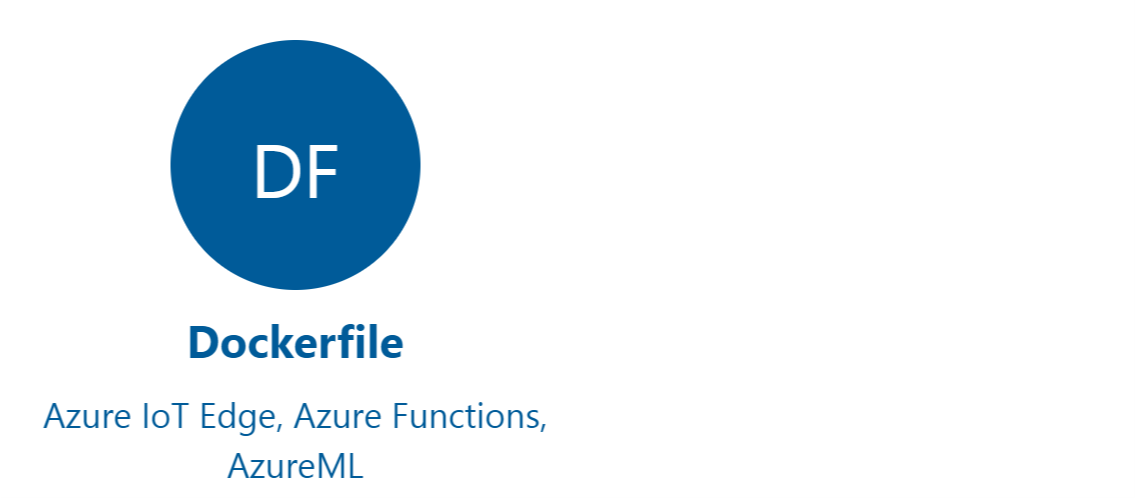 DF
Dockerfile
Azure IoT Edge, Azure Functions,
AzureML